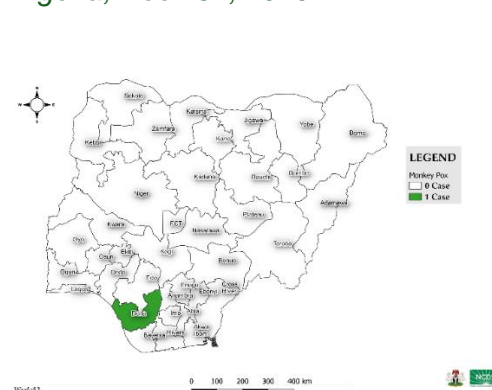 Sokoto
Katsina
Jigawa
Yobe
Borno
Zamfara
Kano
Kebbi
Kaduna
Bauchi
Gombe
Niger
Adamawa
Plateau
FCT
Nasarawa
Kwara
Taraba
Oyo
Ekiti
Kogi
Osun
Benue
Ogun
Ondo
Edo
Lagos
Enugu
Anambra
Ebonyi
Cross
River
Delta
Imo
Abia
Bayelsa
Rivers
Akwa
Ibom
LEGEND
Monkey Pox
0 Case
1 Case
0 100 200 300 400 km
NCDC